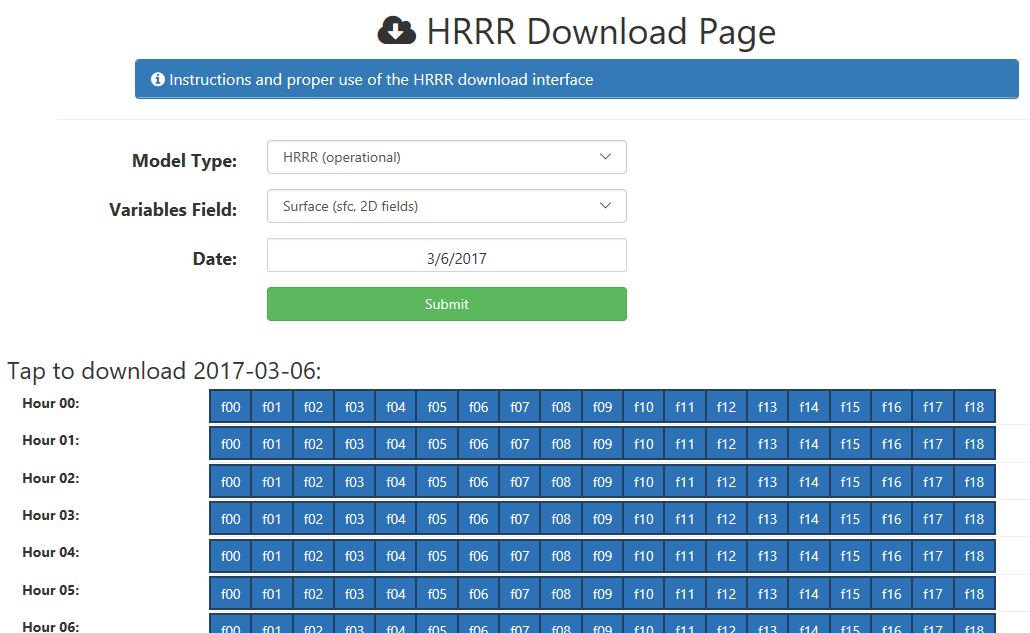 HRRR Download Page
Instructions and proper use of the HRRR download interface
Model Type: HRRR (operational)
Variables Field: Surface (sfc, 2D fields)
Date: 3/6/2017
Submit
Tap to download 2017-03-06:
Hour 00: f00 f01 f02 f03 f04 f05 f06 f07 f08 f09 f10 f11 f12 f13 f14 f15 f16 f17 f18
Hour 01: f00 f01 f02 f03 f04 f05 f06 f07 f08 f09 f10 f11 f12 f13 f14 f15 f16 f17 f18
Hour 02: f00 f01 f02 f03 f04 f05 f06 f07 f08 f09 f10 f11 f12 f13 f14 f15 f16 f17 f18
Hour 03: f00 f01 f02 f03 f04 f05 f06 f07 f08 f09 f10 f11 f12 f13 f14 f15 f16 f17 f18
Hour 04: f00 f01 f02 f03 f04 f05 f06 f07 f08 f09 f10 f11 f12 f13 f14 f15 f16 f17 f18
Hour 05: f00 f01 f02 f03 f04 f05 f06 f07 f08 f09 f10 f11 f12 f13 f14 f15 f16 f17 f18
Hour 06: f00 f01 f02 f03 f04 f05 f06 f07 f08 f09 f10 f11 f12 f13 f14 f15 f16 f17 f18